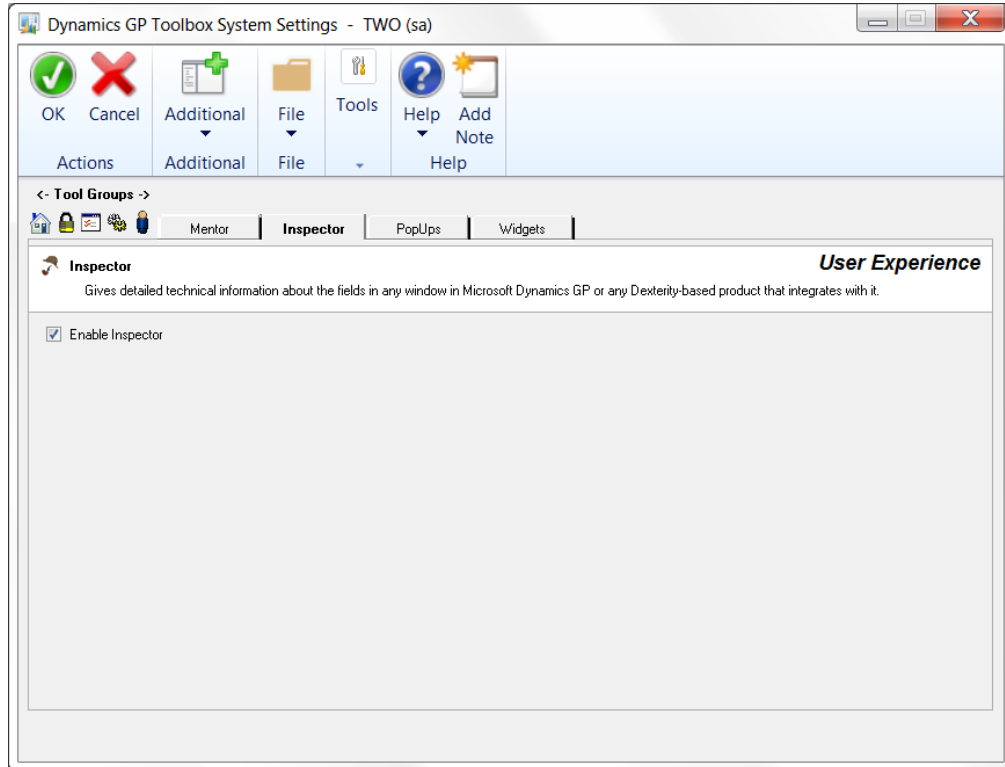 Dynamics GP Toolbox System Settings - TWO (sa)
OK Cancel Additional File Tools Help Add Note
Actions Additional File Help
<- Tool Groups ->
Mentor Inspector PopUps Widgets
Inspector User Experience
Gives detailed technical information about the fields in any window in Microsoft Dynamics GP or any Dexterity-based product that integrates with it.
Enable Inspector